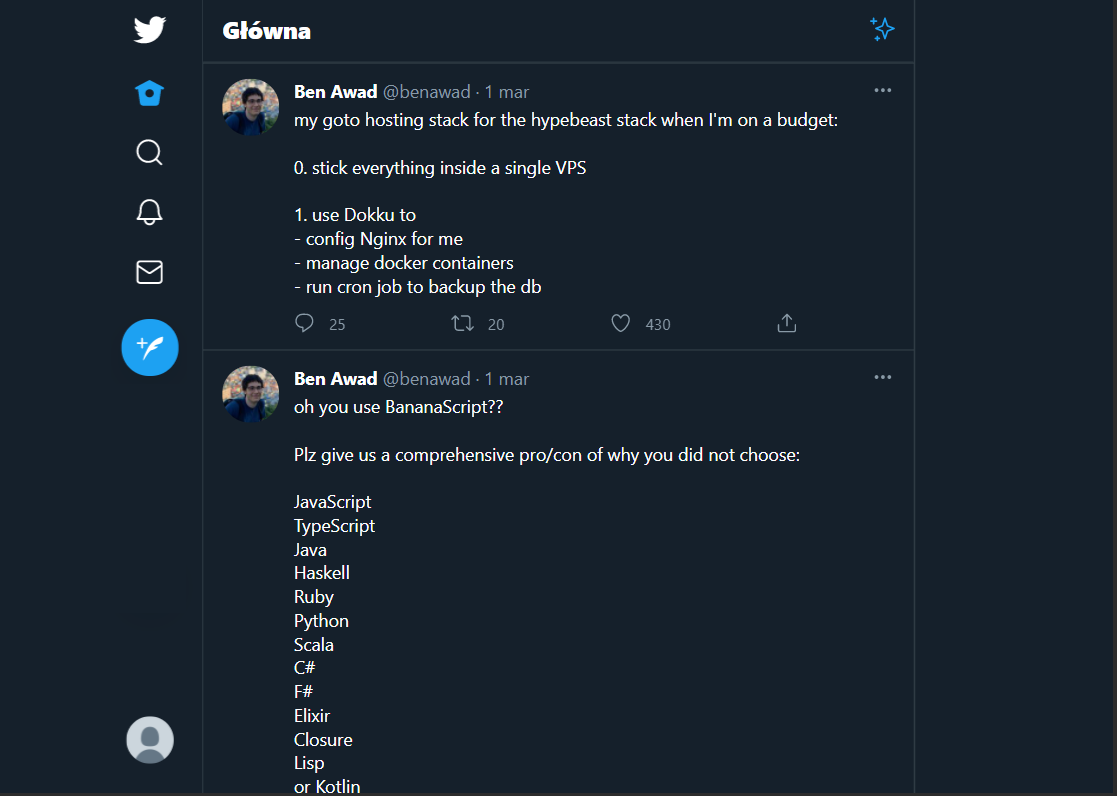 Główna
Ben Awad @benawad · 1 mar
my goto hosting stack for the hypebeast stack when I'm on a budget:
0. stick everything inside a single VPS
1. use Dokku to
- config Nginx for me
- manage docker containers
- run cron job to backup the db
25 20 430
Ben Awad @benawad · 1 mar
oh you use BananaScript??
Plz give us a comprehensive pro/con of why you did not choose:
JavaScript
TypeScript
Java
Haskell
Ruby
Python
Scala
C#
F#
Elixir
Closure
Lisp
or Kotlin